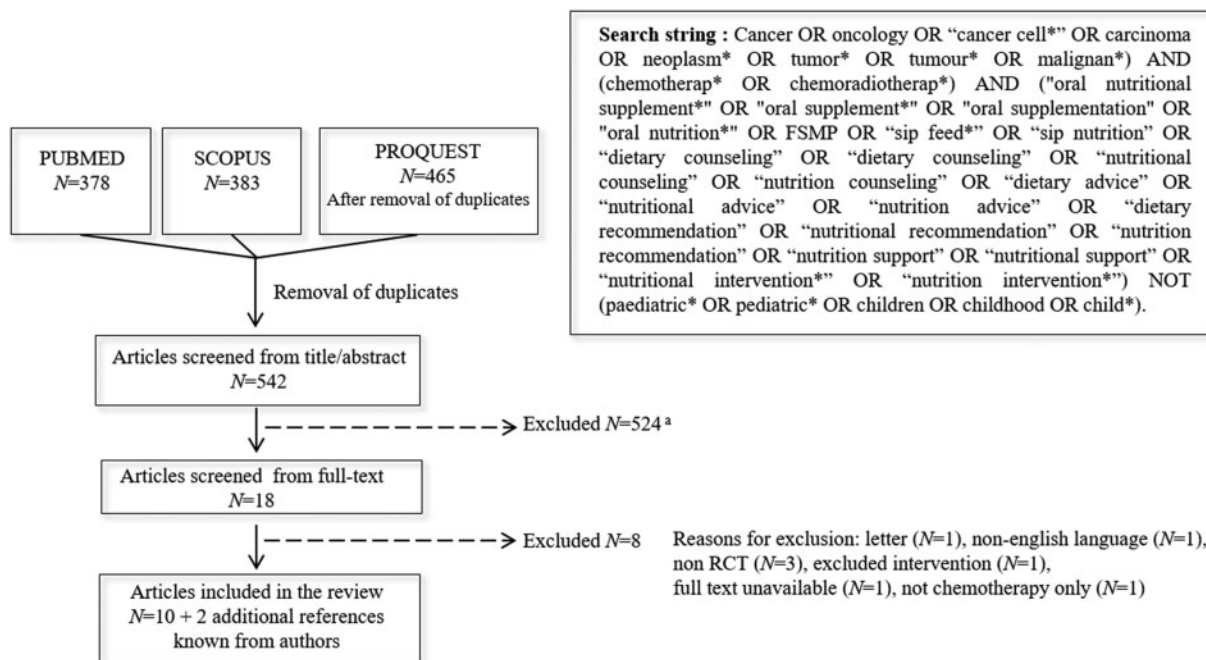 Search string : Cancer OR oncology OR “cancer cell*” OR carcinoma
OR neoplasm* OR tumor* OR tumour* OR malignan*) AND
(chemotherap* OR chemoradiotherap*) AND ("oral nutritional
supplement*" OR "oral supplement*" OR "oral supplementation" OR
"oral nutrition*" OR FSMP OR “sip feed*” OR “sip nutrition” OR
“dietary counseling” OR “dietary counseling” OR “nutritional
counseling” OR “nutrition counseling” OR “dietary advice” OR
“nutritional advice” OR “nutrition advice” OR “dietary
recommendation” OR “nutritional recommendation” OR “nutrition
recommendation” OR “nutrition support” OR “nutritional support” OR
“nutritional intervention*” OR “nutrition intervention*”) NOT
(paediatric* OR pediatric* OR children OR childhood OR child*).
PUBMED
N=378
SCOPUS
N=383
PROQUEST
N=465
After removal of duplicates
Removal of duplicates
Articles screened from title/abstract
N=542
Excluded N=524 a
Articles screened from full-text
N=18
Excluded N=8
Reasons for exclusion: letter (N=1), non-english language (N=1),
non RCT (N=3), excluded intervention (N=1),
full text unavailable (N=1), not chemotherapy only (N=1)
Articles included in the review
N=10 + 2 additional references
known from authors